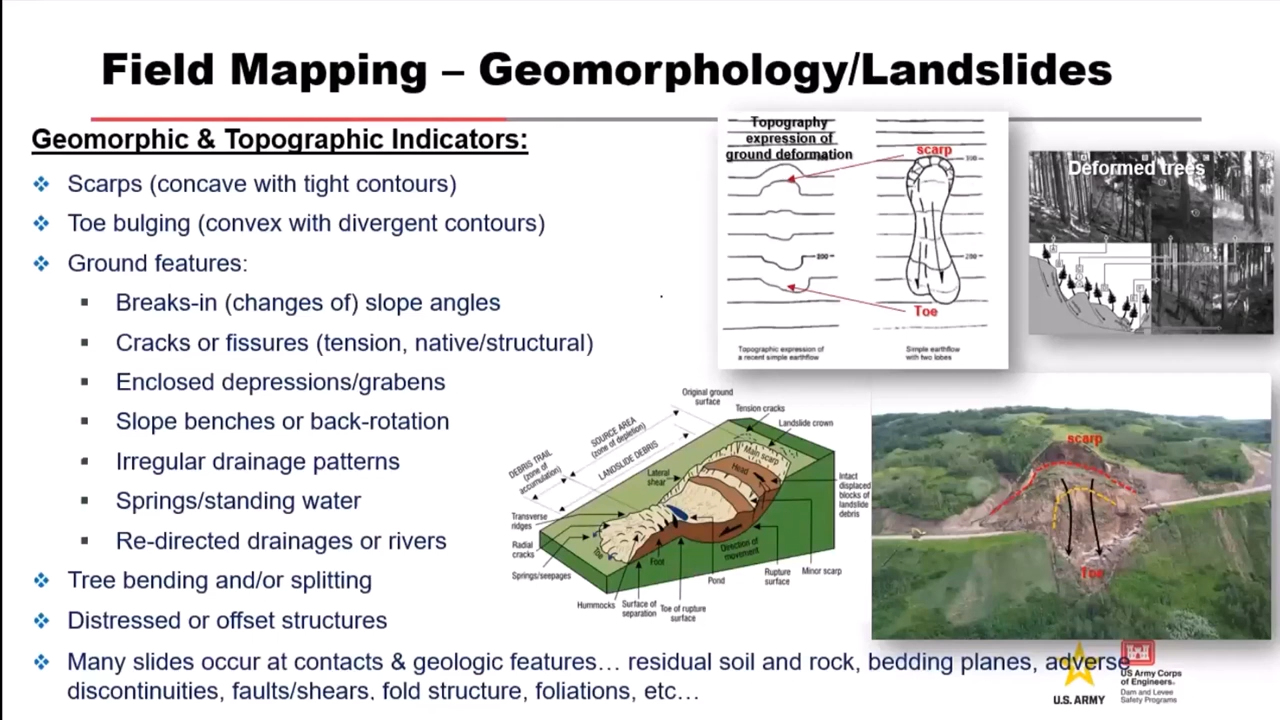 Field Mapping – Geomorphology/Landslides
Geomorphic & Topographic Indicators:
Scarps (concave with tight contours)
Toe bulging (convex with divergent contours)
Ground features:
Breaks-in (changes of) slope angles
Cracks or fissures (tension, native/structural)
Enclosed depressions/grabens
Slope benches or back-rotation
Irregular drainage patterns
Springs/standing water
Re-directed drainages or rivers
Tree bending and/or splitting
Distressed or offset structures
Many slides occur at contacts & geologic features… residual soil and rock, bedding planes, adverse
discontinuities, faults/shears, fold structure, foliations, etc…
Topography
expression of
ground deformation
scarp
300
200
200
Toe
Topographic expression of
a recent simple earthflow
Simple earthflow
with two lobes
Deformed trees
Original ground
surface
Tension cracks
Landslide crown
SOURCE AREA
(zone of depletion)
LANDSLIDE DEBRIS
DEBRIS TRAIL
(zone of
accumulation)
Main scarp
Head
Lateral
shear
Intact
displaced
blocks of
landslide
debris
Transverse
ridges
Radial
cracks
Toe
Springs/seepages
Foot
Direction of
movement
Hummocks
Surface of
separation
Toe of rupture
surface
Pond
Rupture
surface
Minor scarp
scarp
Toe
U.S. ARMY
US Army Corps
of Engineers.
Dam and Levee
Safety Programs